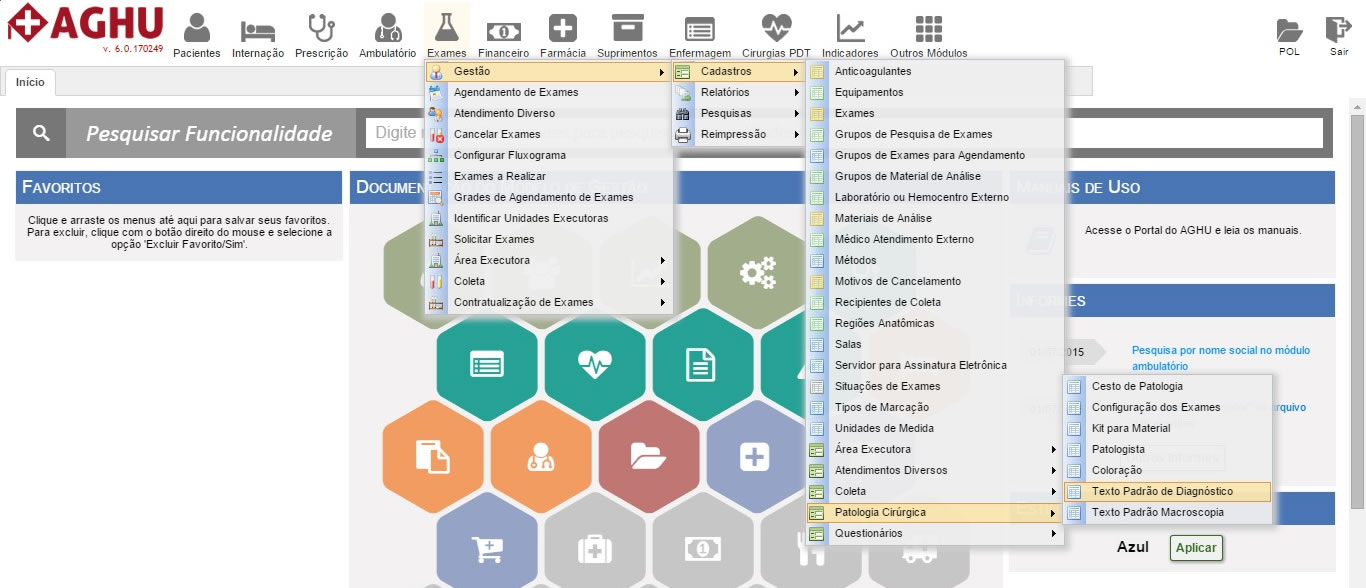 AGHU
v. 6.0.170249
Pacientes
Internação
Prescrição
Ambulatório
Exames
Financeiro
Farmácia
Suprimentos
Enfermagem
Cirurgias PDT
Indicadores
Outros Módulos
POL
Sair
Início
Pesquisar Funcionalidade
Digite
FAVORITOS
Clique e arraste os menus até aqui para salvar seus favoritos.
Para excluir, clique com o botão direito do mouse e selecione a
opção 'Excluir Favorito/Sim'.
Gestão
Agendamento de Exames
Atendimento Diverso
Cancelar Exames
Configurar Fluxograma
Exames a Realizar
Grades de Agendamento de Exames
Identificar Unidades Executoras
Solicitar Exames
Área Executora
Coleta
Contratualização de Exames
Cadastros
Relatórios
Pesquisas
Reimpressão
Anticoagulantes
Equipamentos
Exames
Grupos de Pesquisa de Exames
Grupos de Exames para Agendamento
Grupos de Material de Análise
Laboratório ou Hemocentro Externo
Materiais de Análise
Médico Atendimento Externo
Métodos
Motivos de Cancelamento
Recipientes de Coleta
Regiões Anatômicas
Salas
Servidor para Assinatura Eletrônica
Situações de Exames
Tipos de Marcação
Unidades de Medida
Área Executora
Atendimentos Diversos
Coleta
Patologia Cirúrgica
Questionários
Cesto de Patologia
Configuração dos Exames
Kit para Material
Patologista
Coloração
Texto Padrão de Diagnóstico
Texto Padrão Macroscopia
MANUAIS DE USO
Acesse o Portal do AGHU e leia os manuais.
INFORMES
Pesquisa por nome social no módulo
ambulatório
arquivo
Azul
Aplicar